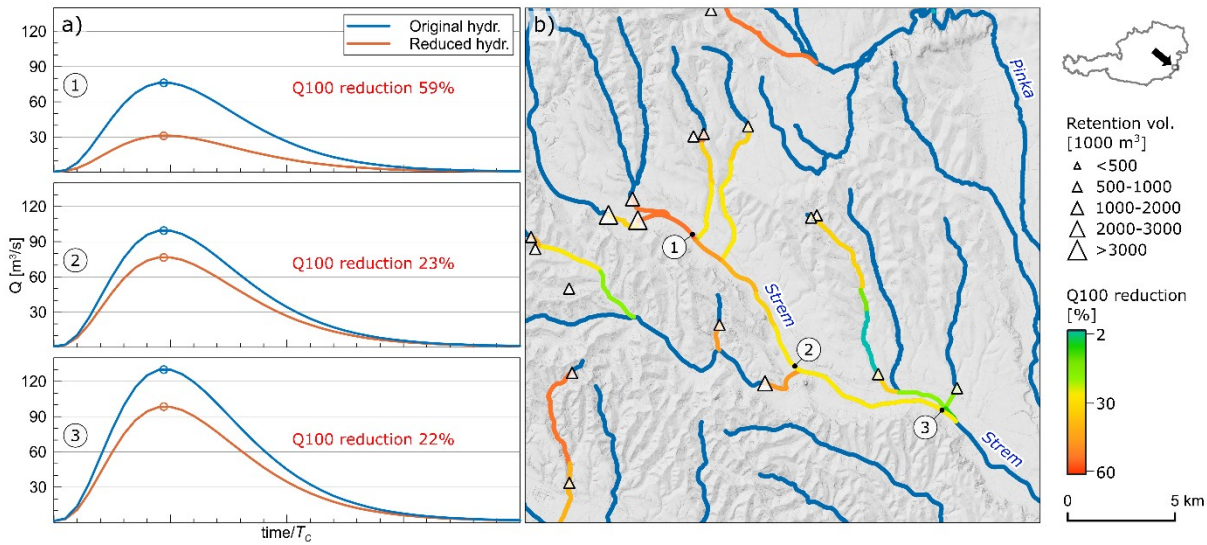 a)
Original hydr.
Reduced hydr.
120
90
60
30
1
Q100 reduction 59%
120
90
60
30
2
Q100 reduction 23%
120
90
60
30
3
Q100 reduction 22%
Q [m³/s]
time/T_c
b)
Pinka
1
Strem
2
3
Strem
Retention vol.
[1000 m³]
<500
500-1000
1000-2000
2000-3000
>3000
Q100 reduction
[%]
2
30
60
0 5 km